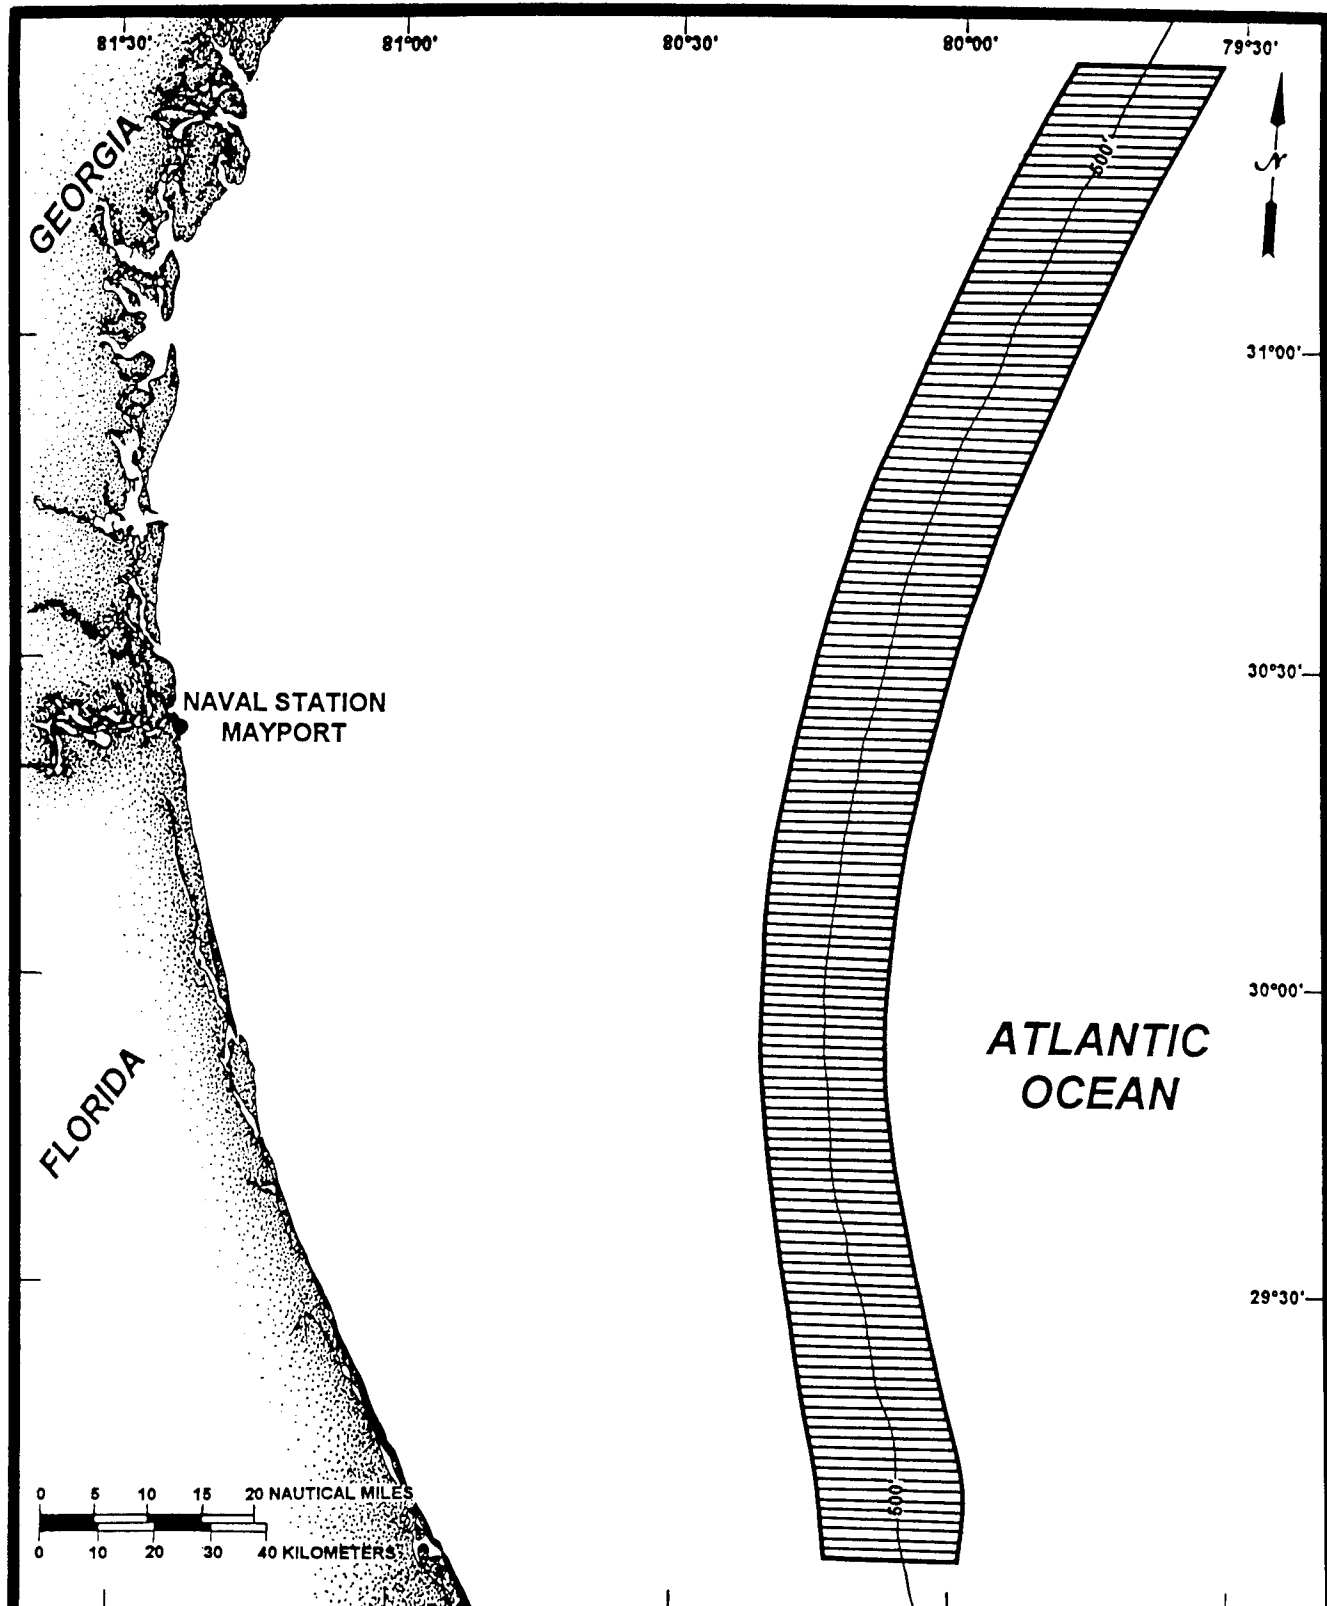 81°30' 81°00' 80°30' 80°00' 79°30'
GEORGIA
500'
N
31°00'
30°30'
NAVAL STATION
MAYPORT
30°00'
ATLANTIC
OCEAN
FLORIDA
29°30'
500'
0 5 10 15 20 NAUTICAL MILES
0 10 20 30 40 KILOMETERS